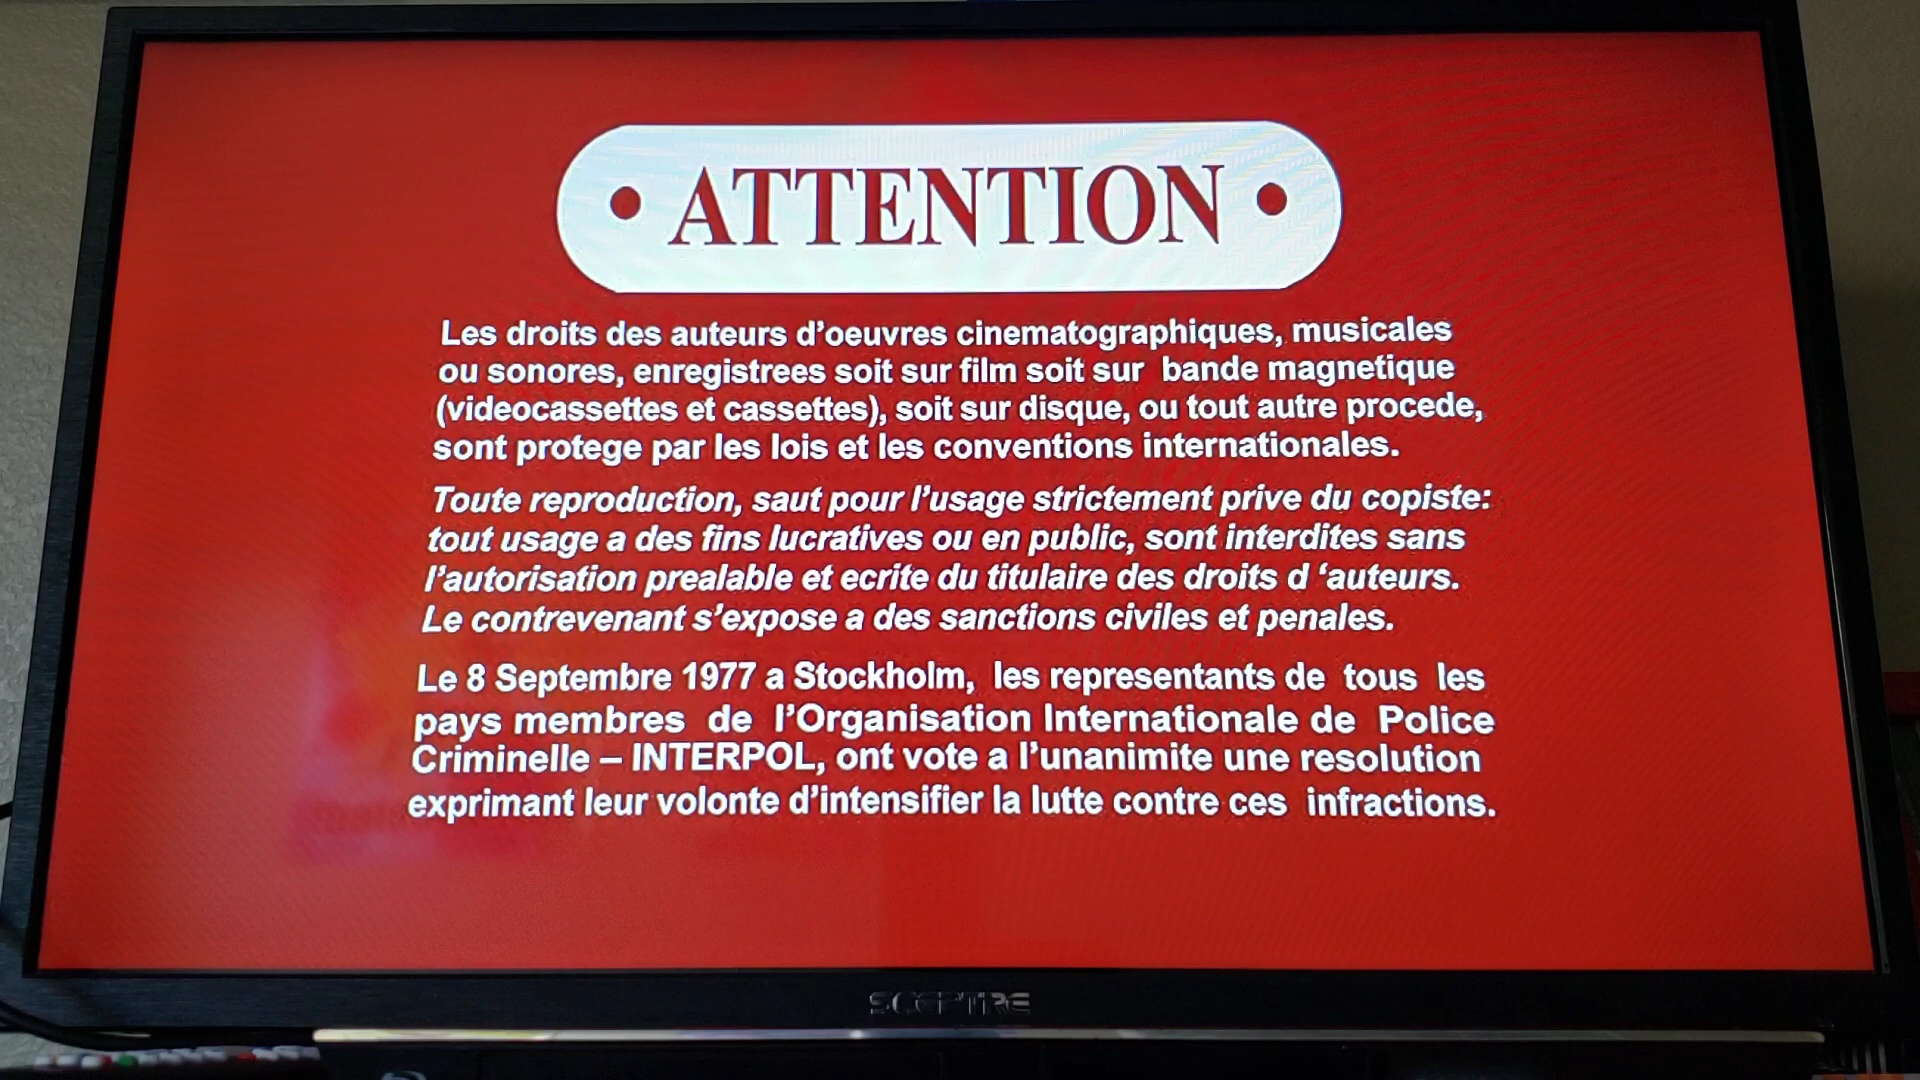 • ATTENTION •
Les droits des auteurs d’oeuvres cinematographiques, musicales
ou sonores, enregistrees soit sur film soit sur bande magnetique
(videocassettes et cassettes), soit sur disque, ou tout autre procede,
sont protege par les lois et les conventions internationales.
Toute reproduction, saut pour l’usage strictement prive du copiste:
tout usage a des fins lucratives ou en public, sont interdites sans
l’autorisation prealable et ecrite du titulaire des droits d ‘auteurs.
Le contrevenant s’expose a des sanctions civiles et penales.
Le 8 Septembre 1977 a Stockholm, les representants de tous les
pays membres de l’Organisation Internationale de Police
Criminelle – INTERPOL, ont vote a l’unanimite une resolution
exprimant leur volonte d’intensifier la lutte contre ces infractions.
SCEPTRE